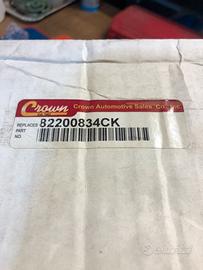 Crown
Crown Automotive Sales Co., Inc.
REPLACES
PART
NO.
82200834CK